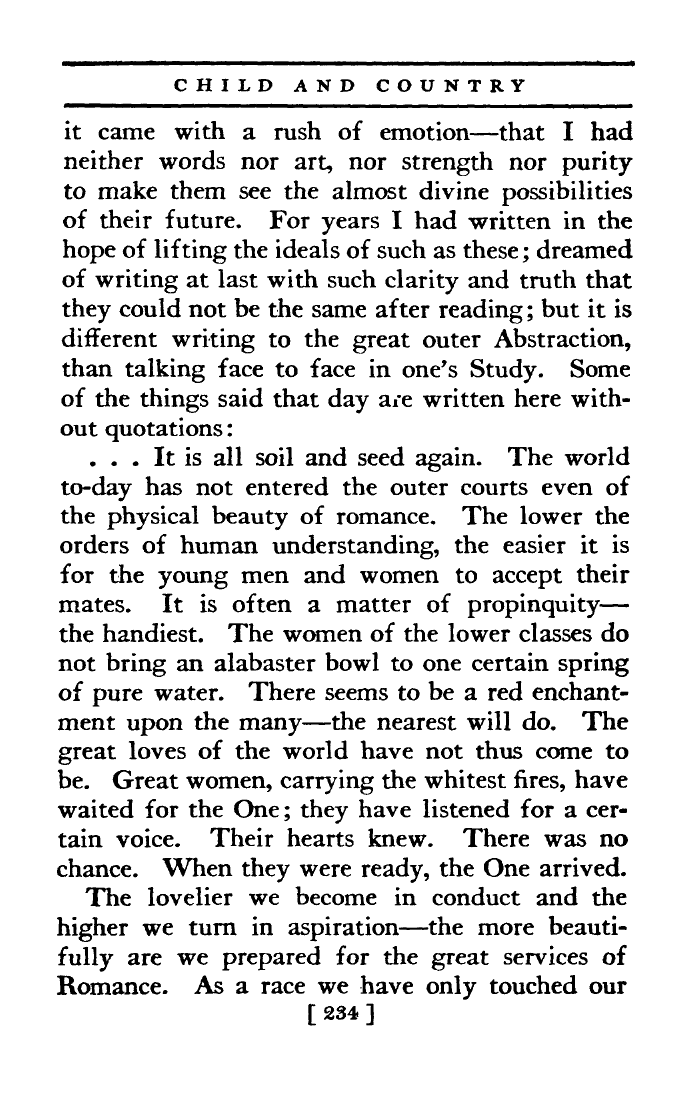 CHILD AND COUNTRY
it came with a rush of emotion—that I had
neither words nor art, nor strength nor purity
to make them see the almost divine possibilities
of their future. For years I had written in the
hope of lifting the ideals of such as these; dreamed
of writing at last with such clarity and truth that
they could not be the same after reading; but it is
different writing to the great outer Abstraction,
than talking face to face in one's Study. Some
of the things said that day are written here with-
out quotations:
. . . It is all soil and seed again. The world
to-day has not entered the outer courts even of
the physical beauty of romance. The lower the
orders of human understanding, the easier it is
for the young men and women to accept their
mates. It is often a matter of propinquity—
the handiest. The women of the lower classes do
not bring an alabaster bowl to one certain spring
of pure water. There seems to be a red enchant-
ment upon the many—the nearest will do. The
great loves of the world have not thus come to
be. Great women, carrying the whitest fires, have
waited for the One; they have listened for a cer-
tain voice. Their hearts knew. There was no
chance. When they were ready, the One arrived.
The lovelier we become in conduct and the
higher we turn in aspiration—the more beauti-
fully are we prepared for the great services of
Romance. As a race we have only touched our
[ 234 ]